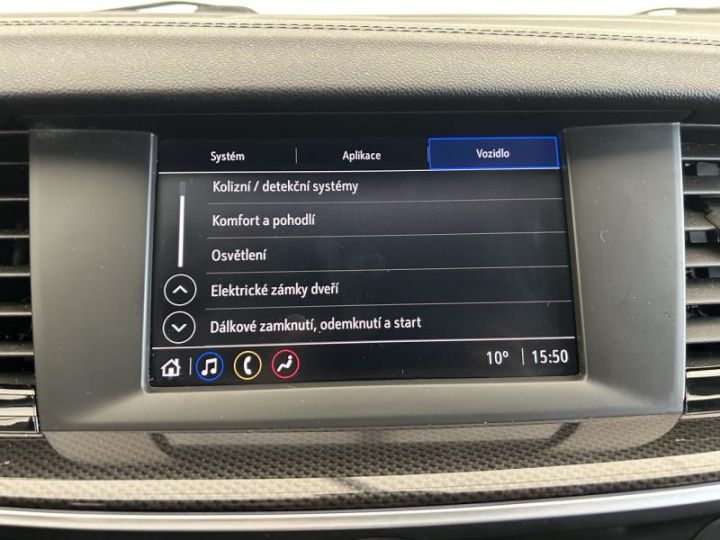 Systém Aplikace Vozidlo
Kolizní / detekční systémy
Komfort a pohodlí
Osvětlení
Elektrické zámky dveří
Dálkové zamknutí, odemknutí a start
10° 15:50